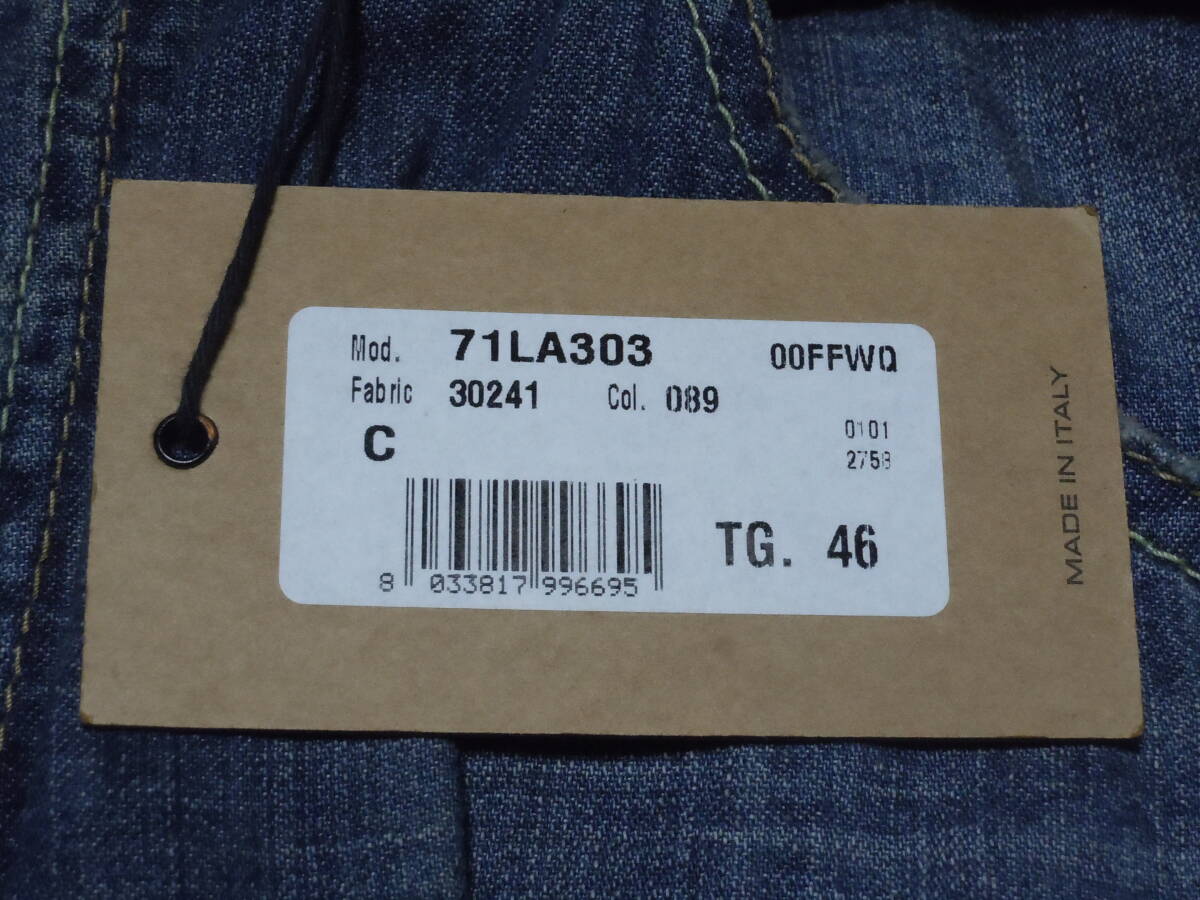 Mod. 71LA303 00FFWQ
Fabric 30241 Col. 089
C 0101
2758
TG. 46
8 033817 996695
MADE IN ITALY